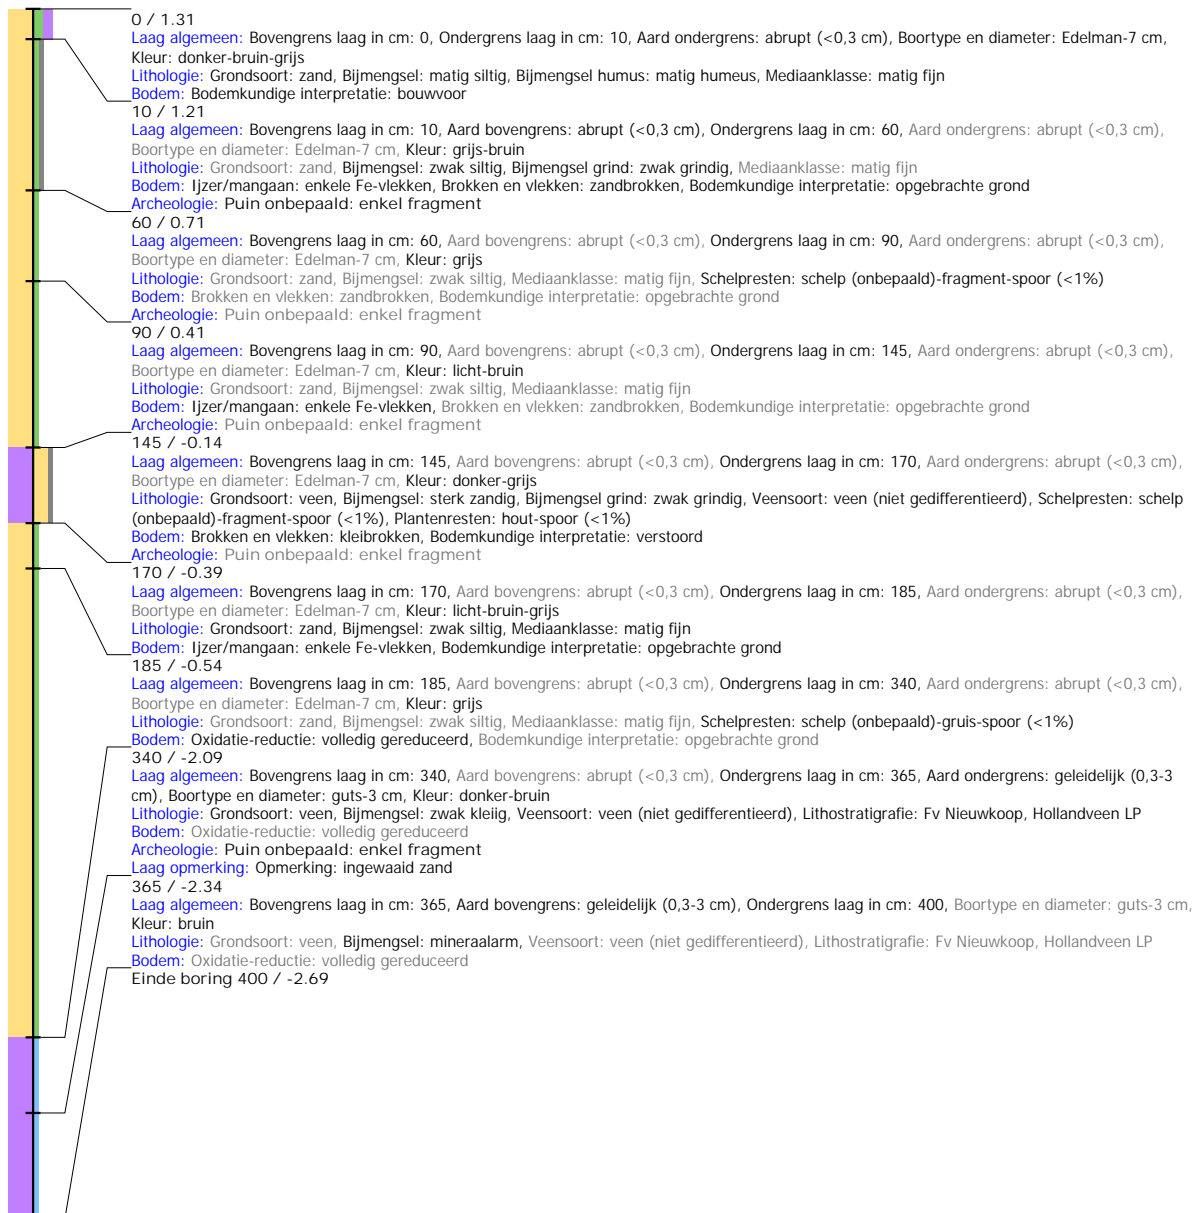 0 / 1.31
Laag algemeen: Bovengrens laag in cm: 0, Ondergrens laag in cm: 10, Aard ondergrens: abrupt (<0,3 cm), Boortype en diameter: Edelman-7 cm,
Kleur: donker-bruin-grijs
Lithologie: Grondsoort: zand, Bijmengsel: matig siltig, Bijmengsel humus: matig humeus, Mediaanklasse: matig fijn
Bodem: Bodemkundige interpretatie: bouwvoor
10 / 1.21
Laag algemeen: Bovengrens laag in cm: 10, Aard bovengrens: abrupt (<0,3 cm), Ondergrens laag in cm: 60, Aard ondergrens: abrupt (<0,3 cm),
Boortype en diameter: Edelman-7 cm, Kleur: grijs-bruin
Lithologie: Grondsoort: zand, Bijmengsel: zwak siltig, Bijmengsel grind: zwak grindig, Mediaanklasse: matig fijn
Bodem: Ijzer/mangaan: enkele Fe-vlekken, Brokken en vlekken: zandbrokken, Bodemkundige interpretatie: opgebrachte grond
Archeologie: Puin onbepaald: enkel fragment
60 / 0.71
Laag algemeen: Bovengrens laag in cm: 60, Aard bovengrens: abrupt (<0,3 cm), Ondergrens laag in cm: 90, Aard ondergrens: abrupt (<0,3 cm),
Boortype en diameter: Edelman-7 cm, Kleur: grijs
Lithologie: Grondsoort: zand, Bijmengsel: zwak siltig, Mediaanklasse: matig fijn, Schelpresten: schelp (onbepaald)-fragment-spoor (<1%)
Bodem: Brokken en vlekken: zandbrokken, Bodemkundige interpretatie: opgebrachte grond
Archeologie: Puin onbepaald: enkel fragment
90 / 0.41
Laag algemeen: Bovengrens laag in cm: 90, Aard bovengrens: abrupt (<0,3 cm), Ondergrens laag in cm: 145, Aard ondergrens: abrupt (<0,3 cm),
Boortype en diameter: Edelman-7 cm, Kleur: licht-bruin
Lithologie: Grondsoort: zand, Bijmengsel: zwak siltig, Mediaanklasse: matig fijn
Bodem: Ijzer/mangaan: enkele Fe-vlekken, Brokken en vlekken: zandbrokken, Bodemkundige interpretatie: opgebrachte grond
Archeologie: Puin onbepaald: enkel fragment
145 / -0.14
Laag algemeen: Bovengrens laag in cm: 145, Aard bovengrens: abrupt (<0,3 cm), Ondergrens laag in cm: 170, Aard ondergrens: abrupt (<0,3 cm),
Boortype en diameter: Edelman-7 cm, Kleur: donker-grijs
Lithologie: Grondsoort: veen, Bijmengsel: sterk zandig, Bijmengsel grind: zwak grindig, Veensoort: veen (niet gedifferentieerd), Schelpresten: schelp
(onbepaald)-fragment-spoor (<1%), Plantenresten: hout-spoor (<1%)
Bodem: Brokken en vlekken: kleibrokken, Bodemkundige interpretatie: verstoord
Archeologie: Puin onbepaald: enkel fragment
170 / -0.39
Laag algemeen: Bovengrens laag in cm: 170, Aard bovengrens: abrupt (<0,3 cm), Ondergrens laag in cm: 185, Aard ondergrens: abrupt (<0,3 cm),
Boortype en diameter: Edelman-7 cm, Kleur: licht-bruin-grijs
Lithologie: Grondsoort: zand, Bijmengsel: zwak siltig, Mediaanklasse: matig fijn
Bodem: Ijzer/mangaan: enkele Fe-vlekken, Bodemkundige interpretatie: opgebrachte grond
185 / -0.54
Laag algemeen: Bovengrens laag in cm: 185, Aard bovengrens: abrupt (<0,3 cm), Ondergrens laag in cm: 340, Aard ondergrens: abrupt (<0,3 cm),
Boortype en diameter: Edelman-7 cm, Kleur: grijs
Lithologie: Grondsoort: zand, Bijmengsel: zwak siltig, Mediaanklasse: matig fijn, Schelpresten: schelp (onbepaald)-gruis-spoor (<1%)
Bodem: Oxidatie-reductie: volledig gereduceerd, Bodemkundige interpretatie: opgebrachte grond
340 / -2.09
Laag algemeen: Bovengrens laag in cm: 340, Aard bovengrens: abrupt (<0,3 cm), Ondergrens laag in cm: 365, Aard ondergrens: geleidelijk (0,3-3
cm), Boortype en diameter: guts-3 cm, Kleur: donker-bruin
Lithologie: Grondsoort: veen, Bijmengsel: zwak kleiig, Veensoort: veen (niet gedifferentieerd), Lithostratigrafie: Fv Nieuwkoop, Hollandveen LP
Bodem: Oxidatie-reductie: volledig gereduceerd
Archeologie: Puin onbepaald: enkel fragment
Laag opmerking: Opmerking: ingewaaid zand
365 / -2.34
Laag algemeen: Bovengrens laag in cm: 365, Aard bovengrens: geleidelijk (0,3-3 cm), Ondergrens laag in cm: 400, Boortype en diameter: guts-3 cm,
Kleur: bruin
Lithologie: Grondsoort: veen, Bijmengsel: mineraalarm, Veensoort: veen (niet gedifferentieerd), Lithostratigrafie: Fv Nieuwkoop, Hollandveen LP
Bodem: Oxidatie-reductie: volledig gereduceerd
Einde boring 400 / -2.69